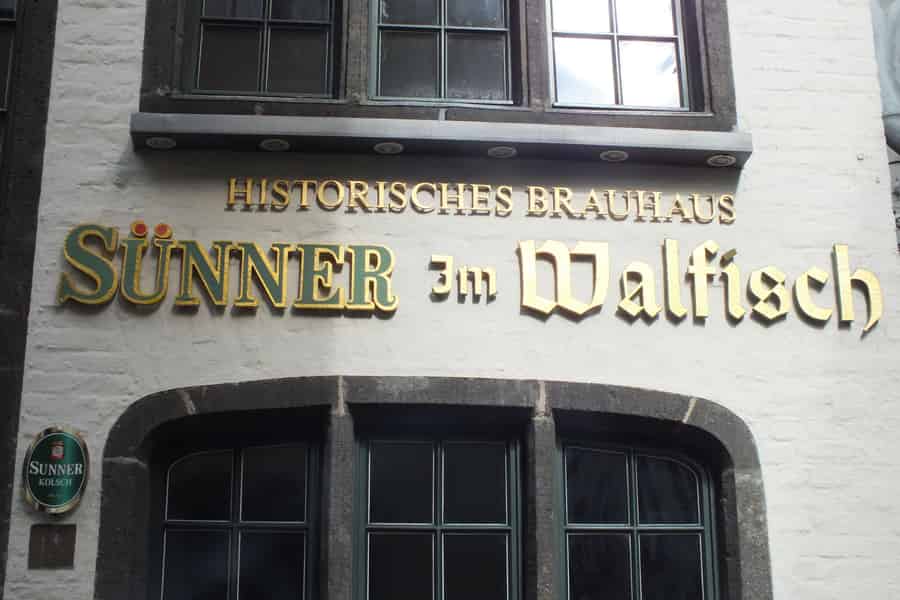 HISTORISCHES BRAUHAUS
SÜNNER Im Walfisch
SÜNNER
KÖLSCH